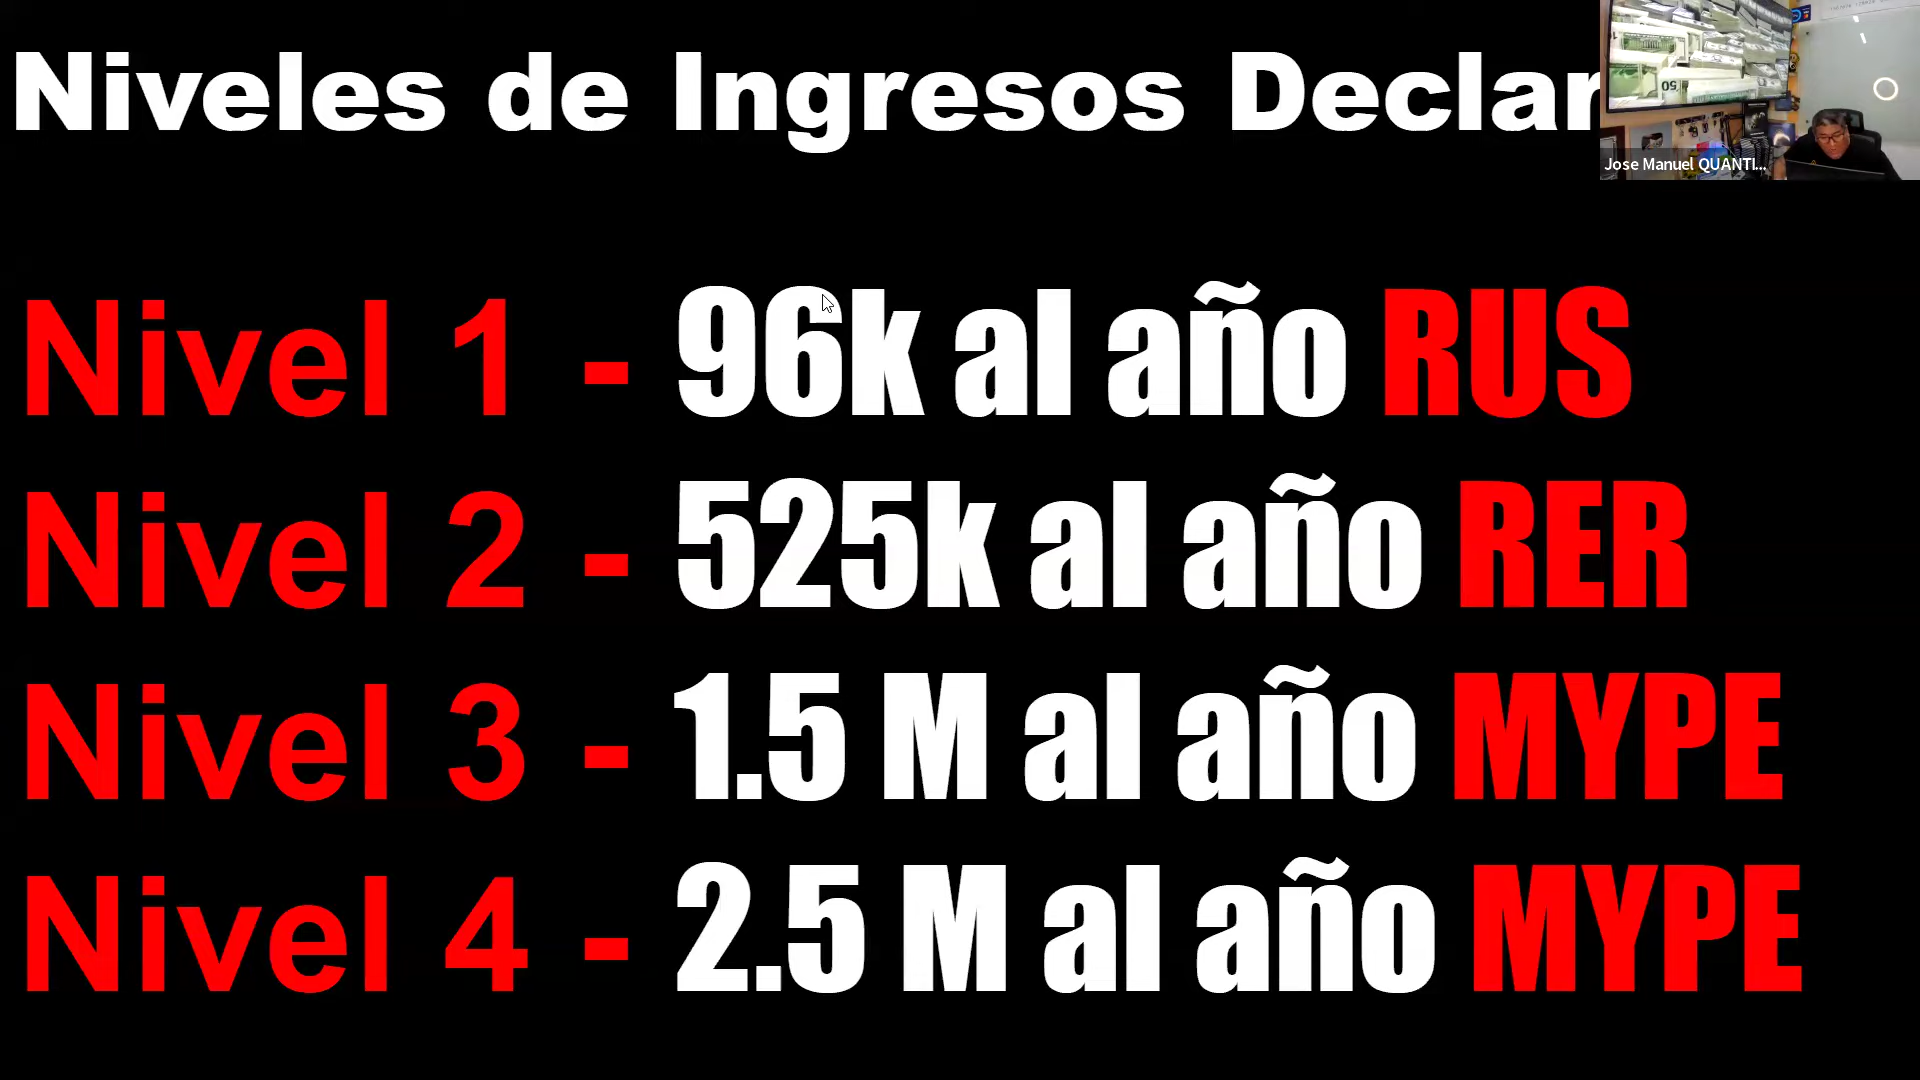 Niveles de Ingresos Declar
Jose Manuel QUANTI...
Nivel 1 - 96k al año RUS
Nivel 2 - 525k al año RER
Nivel 3 - 1.5 M al año MYPE
Nivel 4 - 2.5 M al año MYPE